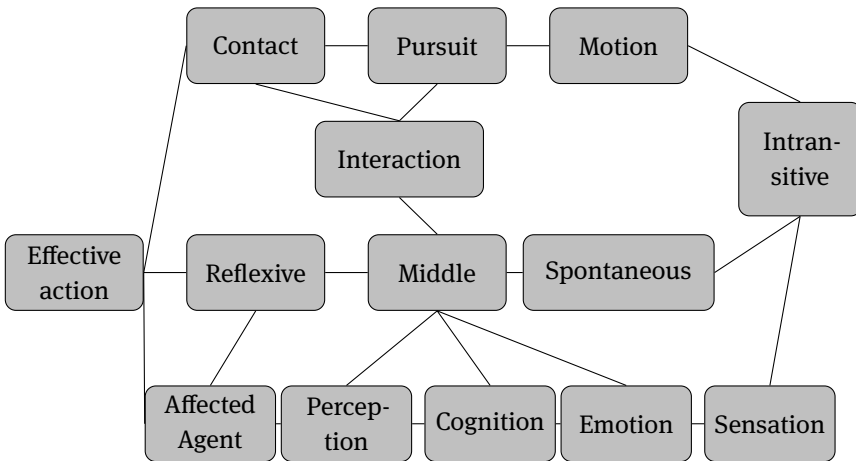 Contact
Pursuit
Motion
Interaction
Intran-
sitive
Effective
action
Reflexive
Middle
Spontaneous
Affected
Agent
Percep-
tion
Cognition
Emotion
Sensation